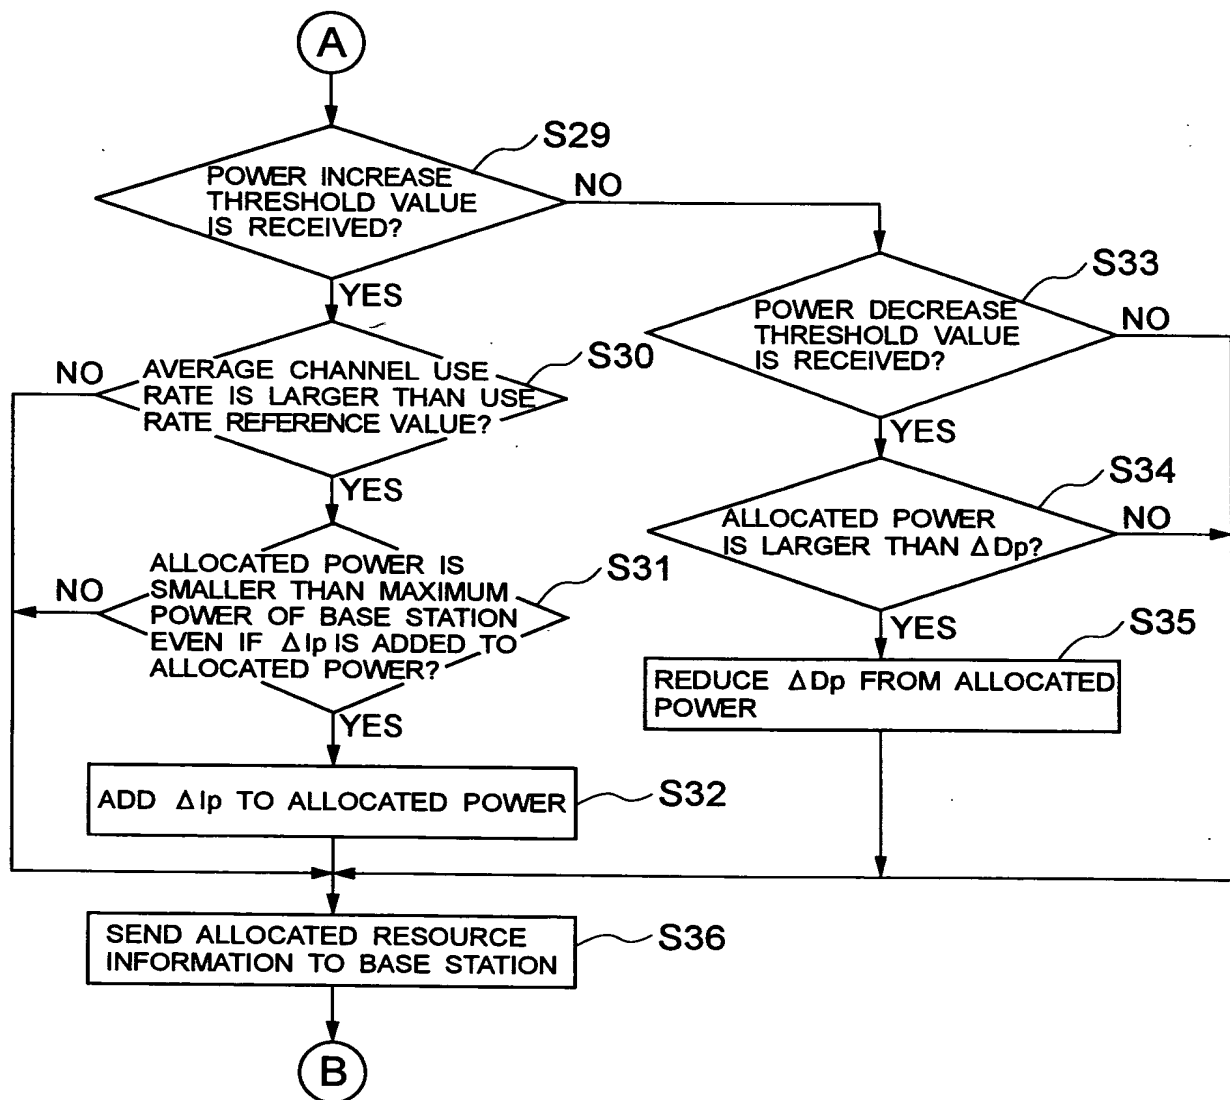 A
S29
POWER INCREASE
THRESHOLD VALUE
IS RECEIVED?
NO
YES
S33
POWER DECREASE
THRESHOLD VALUE
IS RECEIVED?
NO
YES
S30
AVERAGE CHANNEL USE
RATE IS LARGER THAN USE
RATE REFERENCE VALUE?
NO
YES
S34
ALLOCATED POWER
IS LARGER THAN ΔDp?
NO
YES
S31
ALLOCATED POWER IS
SMALLER THAN MAXIMUM
POWER OF BASE STATION
EVEN IF ΔIp IS ADDED TO
ALLOCATED POWER?
NO
YES
S35
REDUCE ΔDp FROM ALLOCATED
POWER
ADD ΔIp TO ALLOCATED POWER
S32
SEND ALLOCATED RESOURCE
INFORMATION TO BASE STATION
S36
B